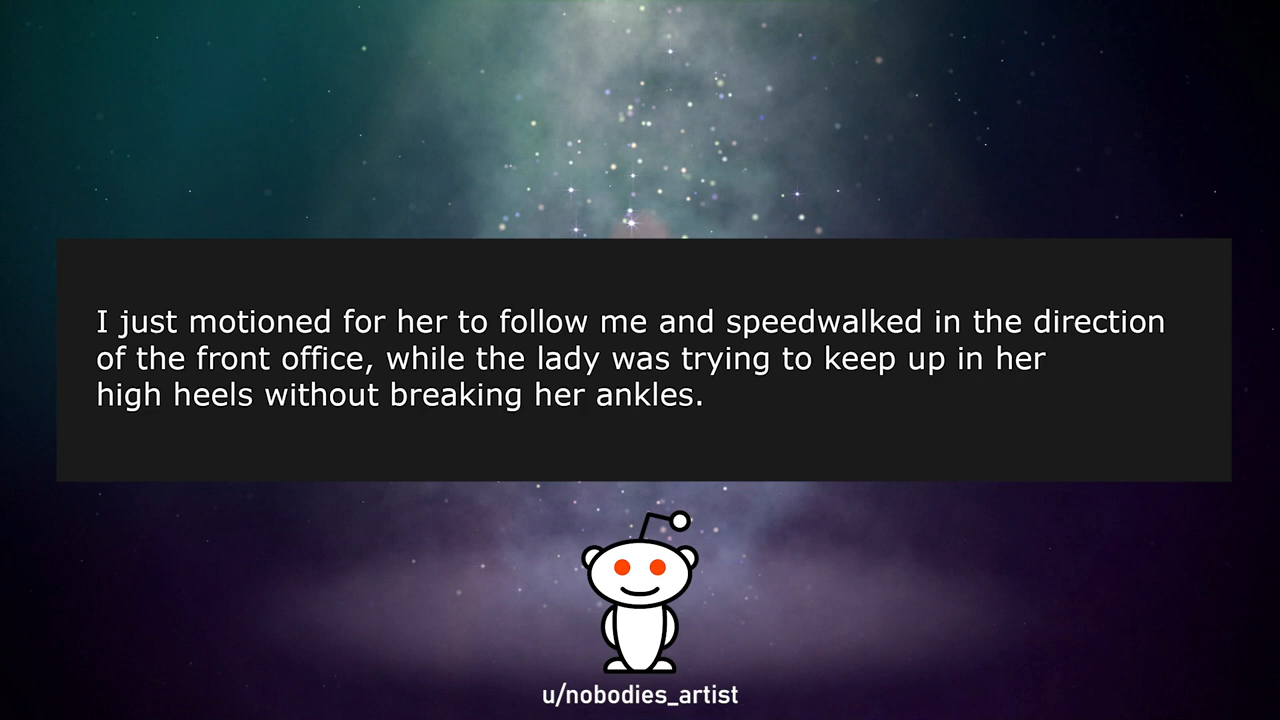 I just motioned for her to follow me and speedwalked in the direction
of the front office, while the lady was trying to keep up in her
high heels without breaking her ankles.
u/nobodies_artist